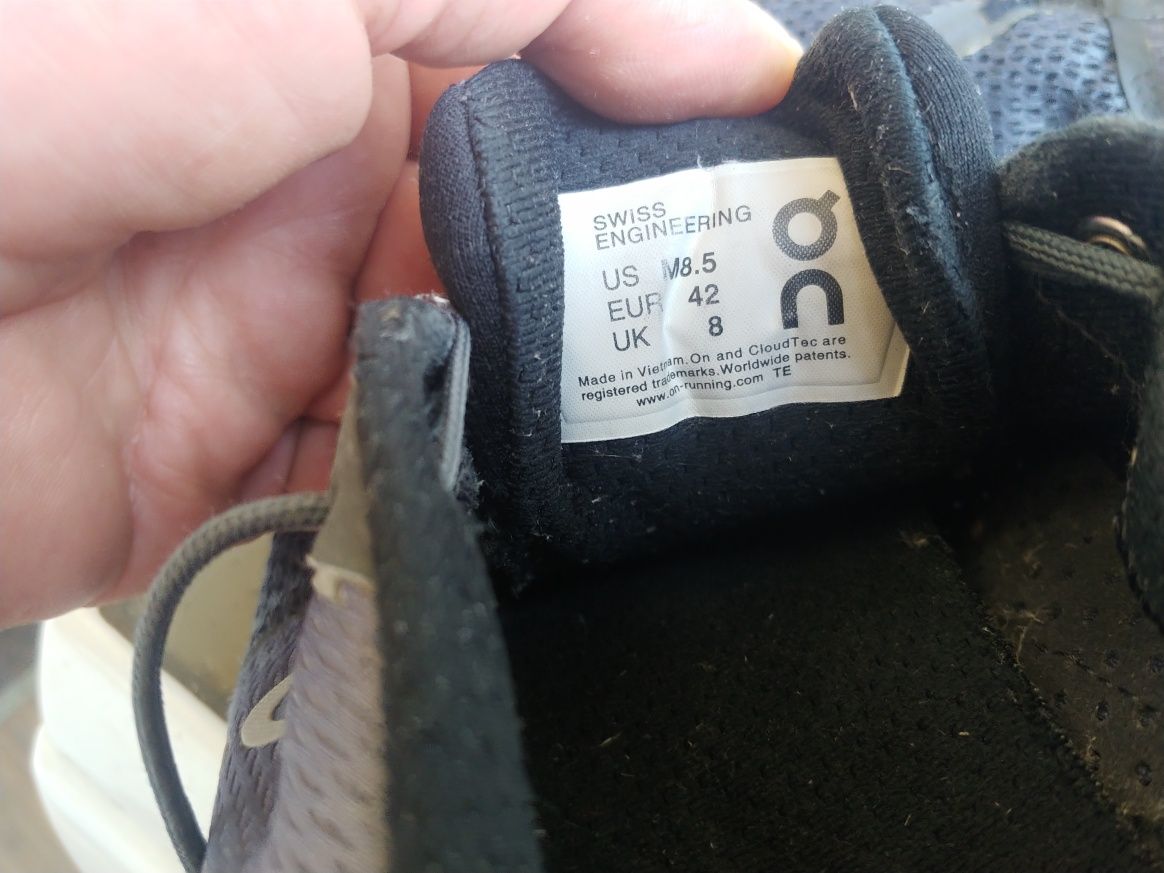 SWISS
ENGINEERING
US M8.5
EUR 42
UK 8
Made in Vietnam.On and CloudTec are
registered trademarks.Worldwide patents.
www.on-running.com TE
On